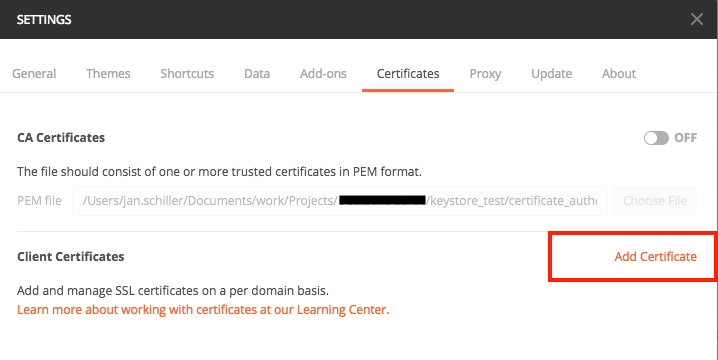 SETTINGS
General Themes Shortcuts Data Add-ons Certificates Proxy Update About
CA Certificates OFF
The file should consist of one or more trusted certificates in PEM format.
PEM file /Users/jan.schiller/Documents/work/Projects/ /keystore_test/certificate_authe Choose File
Client Certificates Add Certificate
Add and manage SSL certificates on a per domain basis.
Learn more about working with certificates at our Learning Center.